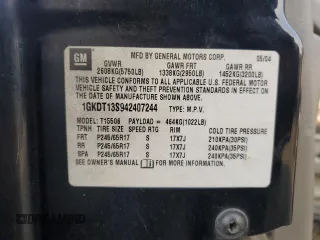 GM
MFD BY GENERAL MOTORS CORP. 05/04
GVWR GAWR FRT GAWR RR
2608KG(5750LB) 1338KG(2950LB) 1452KG(3200LB)
THIS VEHICLE CONFORMS TO ALL APPLICABLE
U.S. FEDERAL MOTOR VEHICLE SAFETY AND
THEFT PREVENTION STANDARDS IN EFFECT ON
THE DATE OF MANUFACTURE SHOWN ABOVE.
1GKDT13S942407244 TYPE: M.P.V.
MODEL: T15506 PAYLOAD = 464KG(1022LB)
TPNH TIRE SIZE SPEED RTG RIM COLD TIRE PRESSURE
FRT P245/65R17 S 17X7J 210KPA(30PSI)
RR P245/65R17 S 17X7J 240KPA(35PSI)
SPA P245/65R17 S 17X7J 240KPA(35PSI)
SEE OWNER'S MANUAL FOR ADDITIONAL INFORMATION